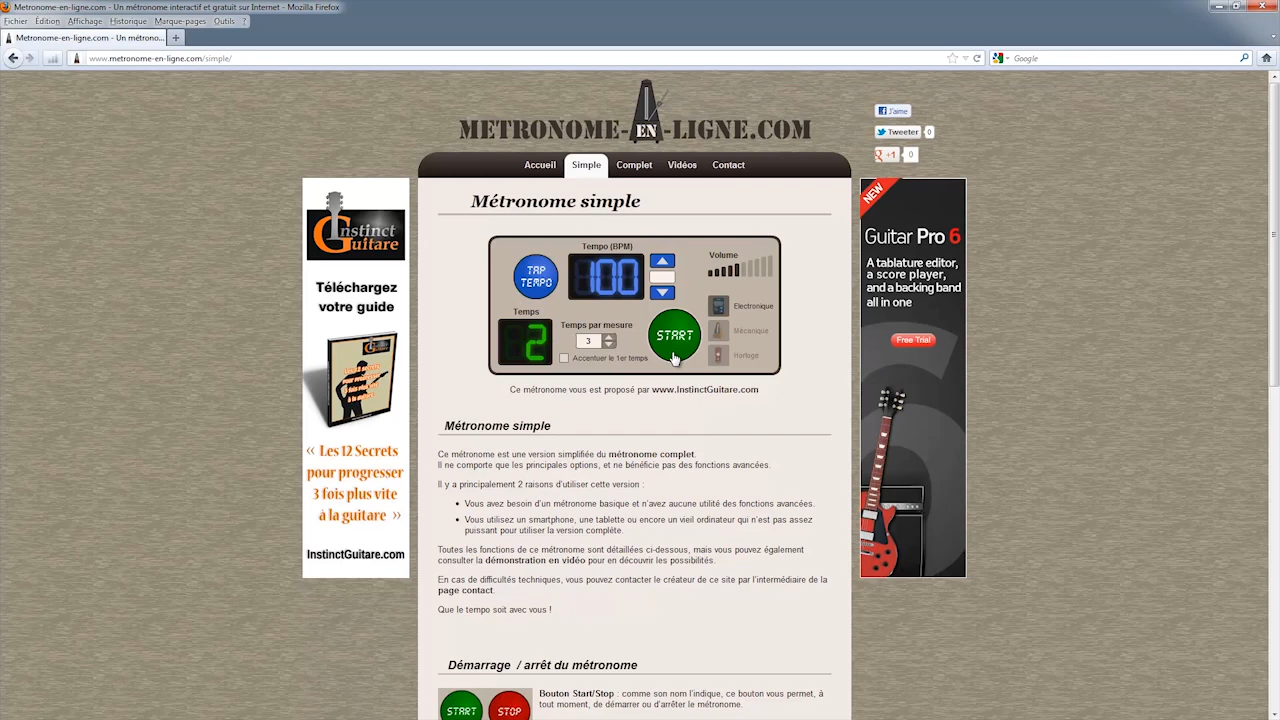 Metronome-en-ligne.com - Un métronome interactif et gratuit sur Internet - Mozilla Firefox
Fichier Édition Affichage Historique Marque-pages Outils ?
Metronome-en-ligne.com - Un métrono... +
www.metronome-en-ligne.com/simple/
Google
METRONOME-EN-LIGNE.COM
J'aime
Tweeter 0
+1 0
Accueil Simple Complet Vidéos Contact
Métronome simple
Tempo (BPM)
Volume
TAP TEMPO
100
Temps
2
Temps par mesure
3
Accentuer le 1er temps
START
Electronique
Mécanique
Horloge
Ce métronome vous est proposé par www.InstinctGuitare.com
Métronome simple
Ce métronome est une version simplifiée du métronome complet.
Il ne comporte que les principales options, et ne bénéficie pas des fonctions avancées.
Il y a principalement 2 raisons d'utiliser cette version :
• Vous avez besoin d'un métronome basique et n'avez aucune utilité des fonctions avancées.
• Vous utilisez un smartphone, une tablette ou encore un vieil ordinateur qui n'est pas assez
puissant pour utiliser la version complète.
Toutes les fonctions de ce métronome sont détaillées ci-dessous, mais vous pouvez également
consulter la démonstration en vidéo pour en découvrir les possibilités.
En cas de difficultés techniques, vous pouvez contacter le créateur de ce site par l'intermédiaire de la
page contact.
Que le tempo soit avec vous !
Démarrage / arrêt du métronome
START STOP
Bouton Start/Stop : comme son nom l'indique, ce bouton vous permet, à
tout moment, de démarrer ou d'arrêter le métronome.
Instinct
Guitare
Téléchargez
votre guide
« Les 12 Secrets
pour progresser
3 fois plus vite
à la guitare »
InstinctGuitare.com
NEW
Guitar Pro 6
A tablature editor,
a score player,
and a backing band
all in one
Free Trial